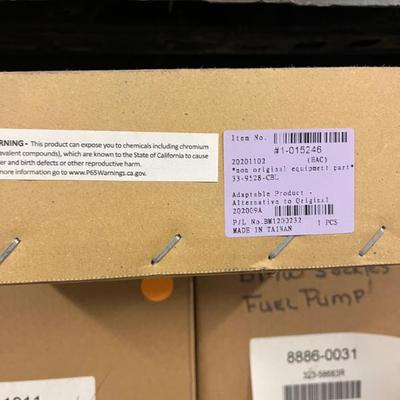 RNING - This product can expose you to chemicals including chromium
valent compounds), which are known to the State of California to cause
er and birth defects or other reproductive harm.
more information go to www.P65Warnings.ca.gov.
Item No.
#1-015246
20201102 (HAC)
*non original equipment part*
33-9528-CBL
Adaptable Product -
Alternative to Original
202009A
P/L No.BM1200232 1 PCS
MADE IN TAIWAN
Fuel Pump!
8886-0031
323-58683R